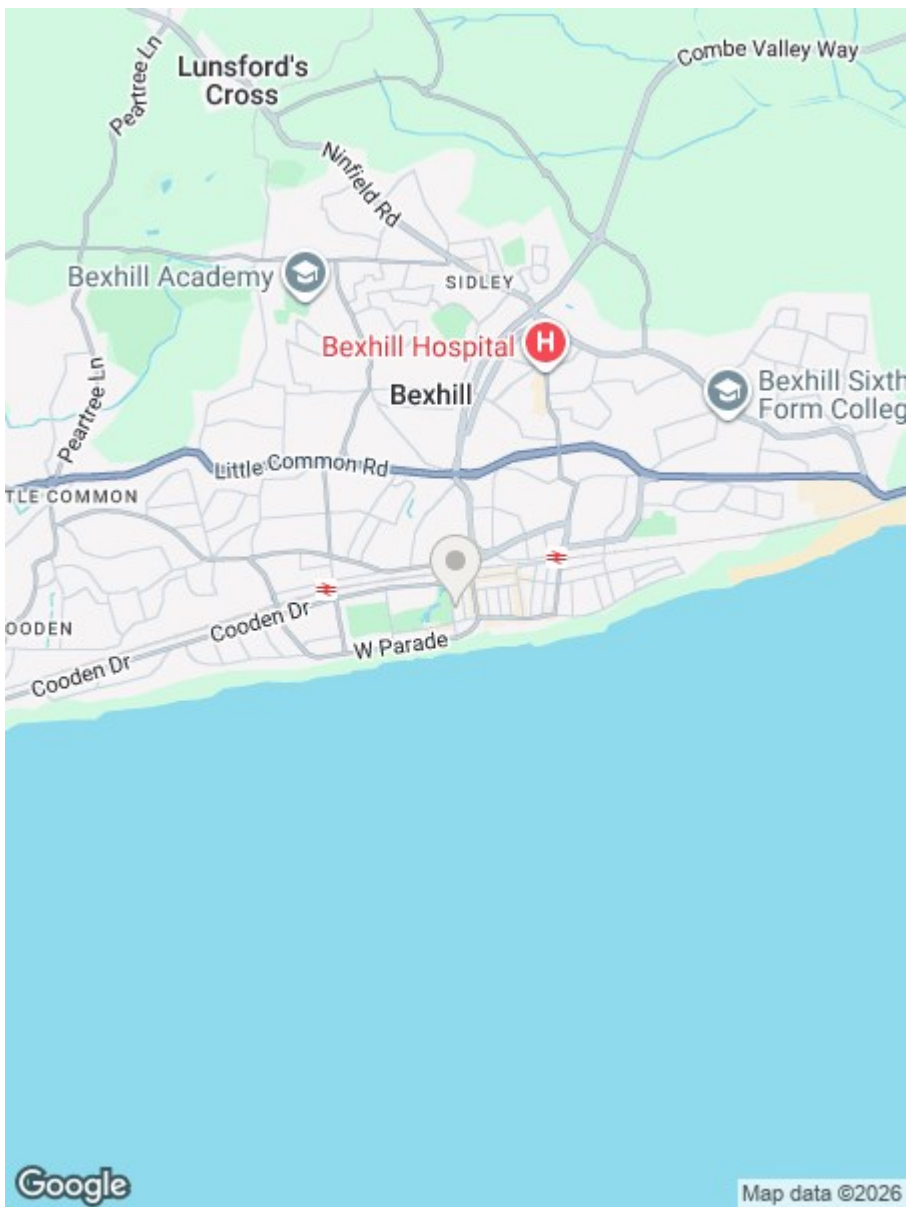 Peartree Ln
Lunsford's
Cross
Combe Valley Way
Ninfield Rd
Bexhill Academy
SIDLEY
Bexhill Hospital
H
Bexhill
Bexhill Sixth
Form Colleg
Peartree Ln
Little Common Rd
TLE COMMON
OODEN
Cooden Dr
W Parade
Cooden Dr
Google
Map data ©2026